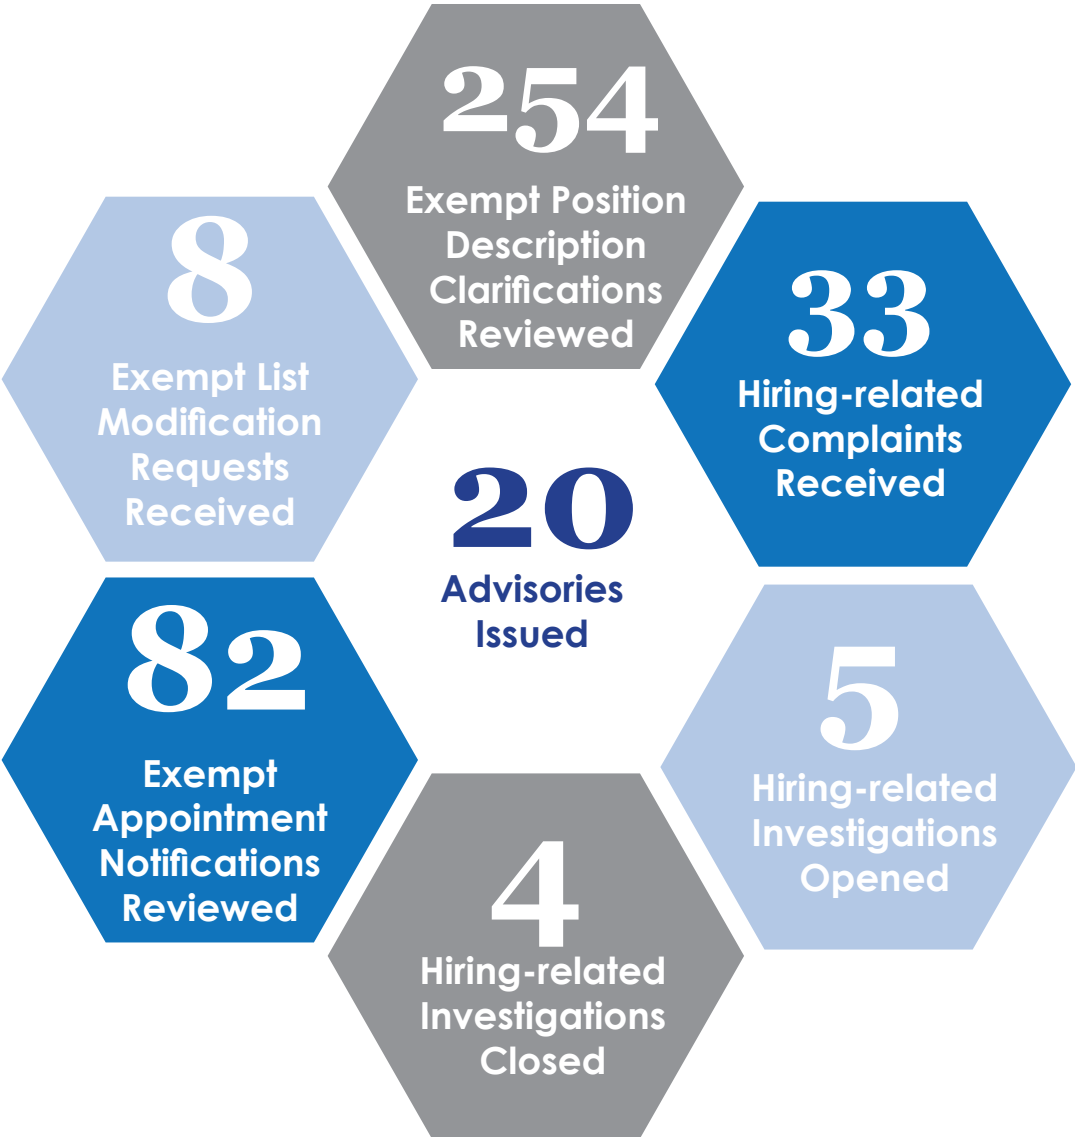 254
Exempt Position
Description
Clarifications
Reviewed
33
Hiring-related
Complaints
Received
5
Hiring-related
Investigations
Opened
4
Hiring-related
Investigations
Closed
82
Exempt
Appointment
Notifications
Reviewed
8
Exempt List
Modification
Requests
Received
20
Advisories
Issued